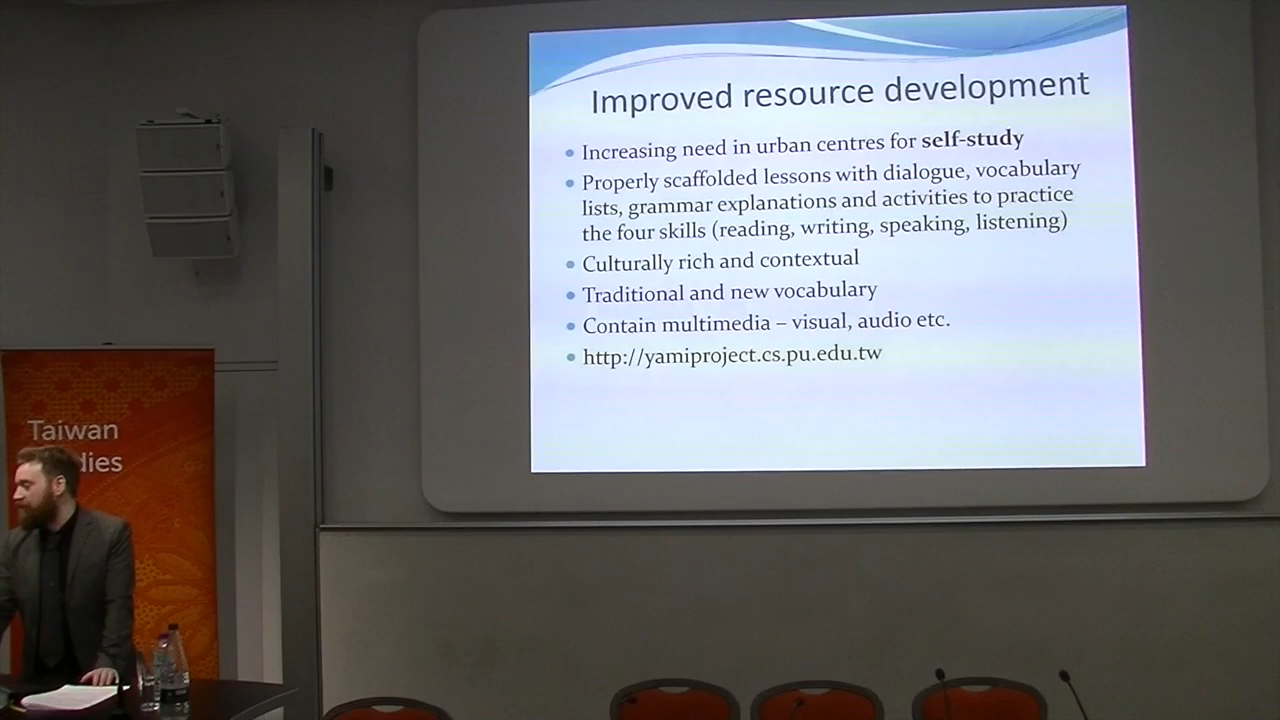 Improved resource development
Increasing need in urban centres for self-study
Properly scaffolded lessons with dialogue, vocabulary
lists, grammar explanations and activities to practice
the four skills (reading, writing, speaking, listening)
Culturally rich and contextual
Traditional and new vocabulary
Contain multimedia – visual, audio etc.
http://yamiproject.cs.pu.edu.tw
Taiwan
dies